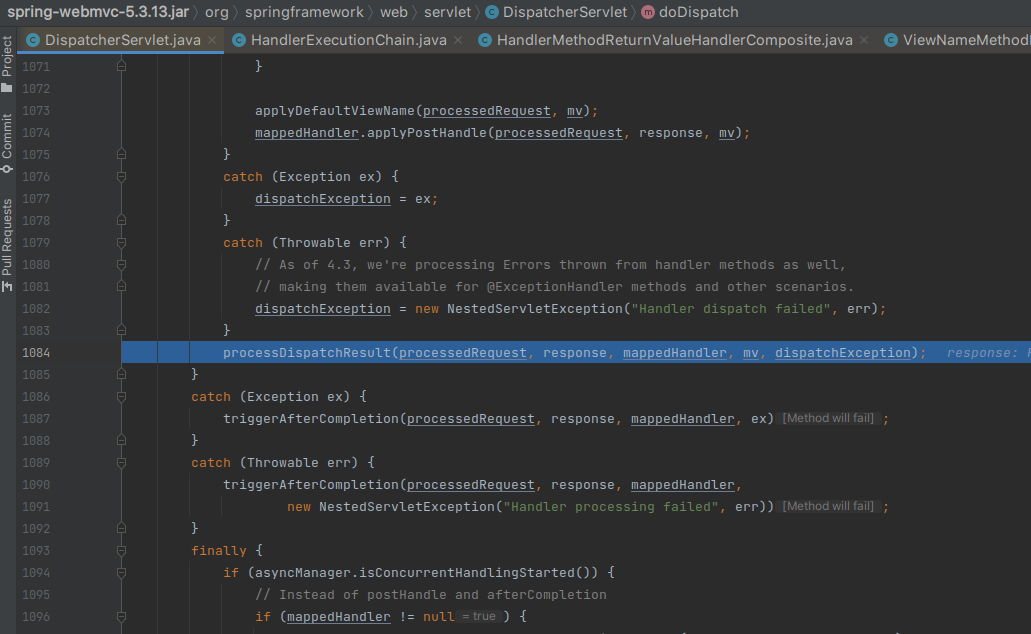 spring-webmvc-5.3.13.jar org springframework web servlet DispatcherServlet doDispatch
DispatcherServlet.java HandlerExecutionChain.java HandlerMethodReturnValueHandlerComposite.java ViewNameMethodR
Project
Commit
Pull Requests
1071 }
1072
1073 applyDefaultViewName(processedRequest, mv);
1074 mappedHandler.applyPostHandle(processedRequest, response, mv);
1075 }
1076 catch (Exception ex) {
1077 dispatchException = ex;
1078 }
1079 catch (Throwable err) {
1080 // As of 4.3, we're processing Errors thrown from handler methods as well,
1081 // making them available for @ExceptionHandler methods and other scenarios.
1082 dispatchException = new NestedServletException("Handler dispatch failed", err);
1083 }
1084 processDispatchResult(processedRequest, response, mappedHandler, mv, dispatchException); response:
1085 }
1086 catch (Exception ex) {
1087 triggerAfterCompletion(processedRequest, response, mappedHandler, ex) [Method will fail] ;
1088 }
1089 catch (Throwable err) {
1090 triggerAfterCompletion(processedRequest, response, mappedHandler,
1091 new NestedServletException("Handler processing failed", err)) [Method will fail] ;
1092 }
1093 finally {
1094 if (asyncManager.isConcurrentHandlingStarted()) {
1095 // Instead of postHandle and afterCompletion
1096 if (mappedHandler != null = true ) {